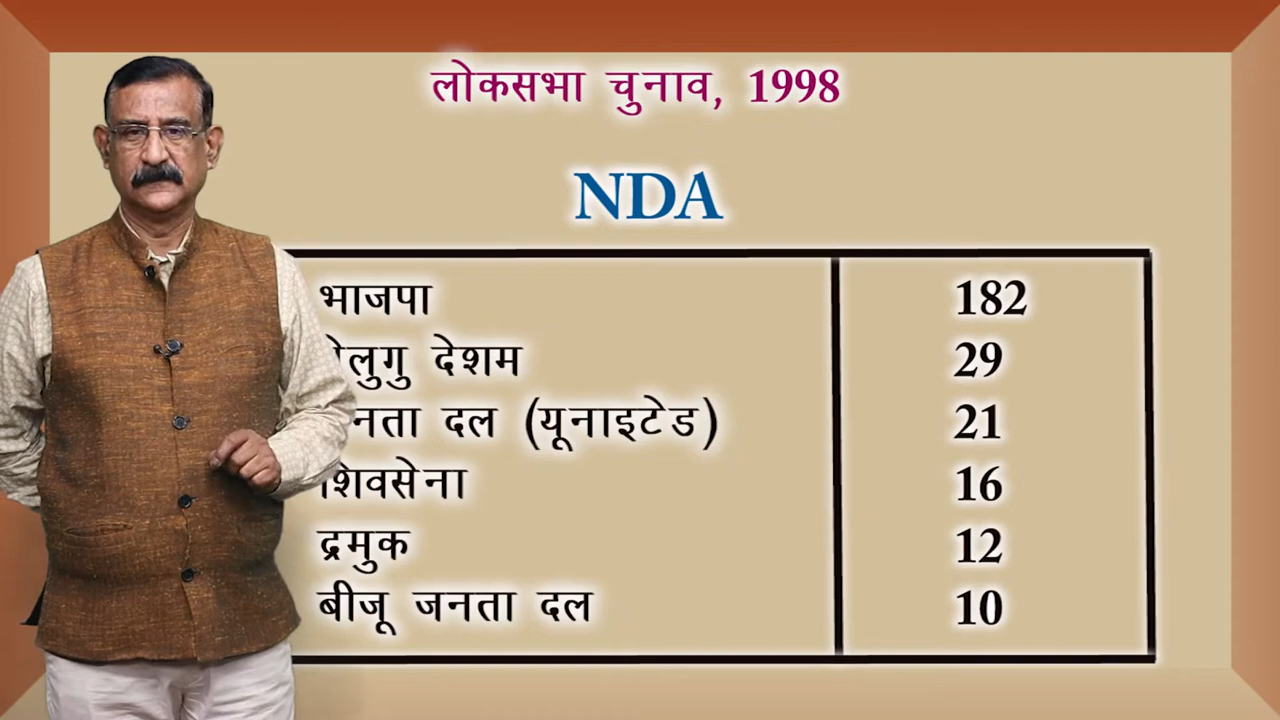 लोकसभा चुनाव, 1998
NDA
भाजपा 182
देशम 29
दल (यूनाइटेड) 21
शिवसेना 16
द्रमुक 12
बीजू जनता दल 10